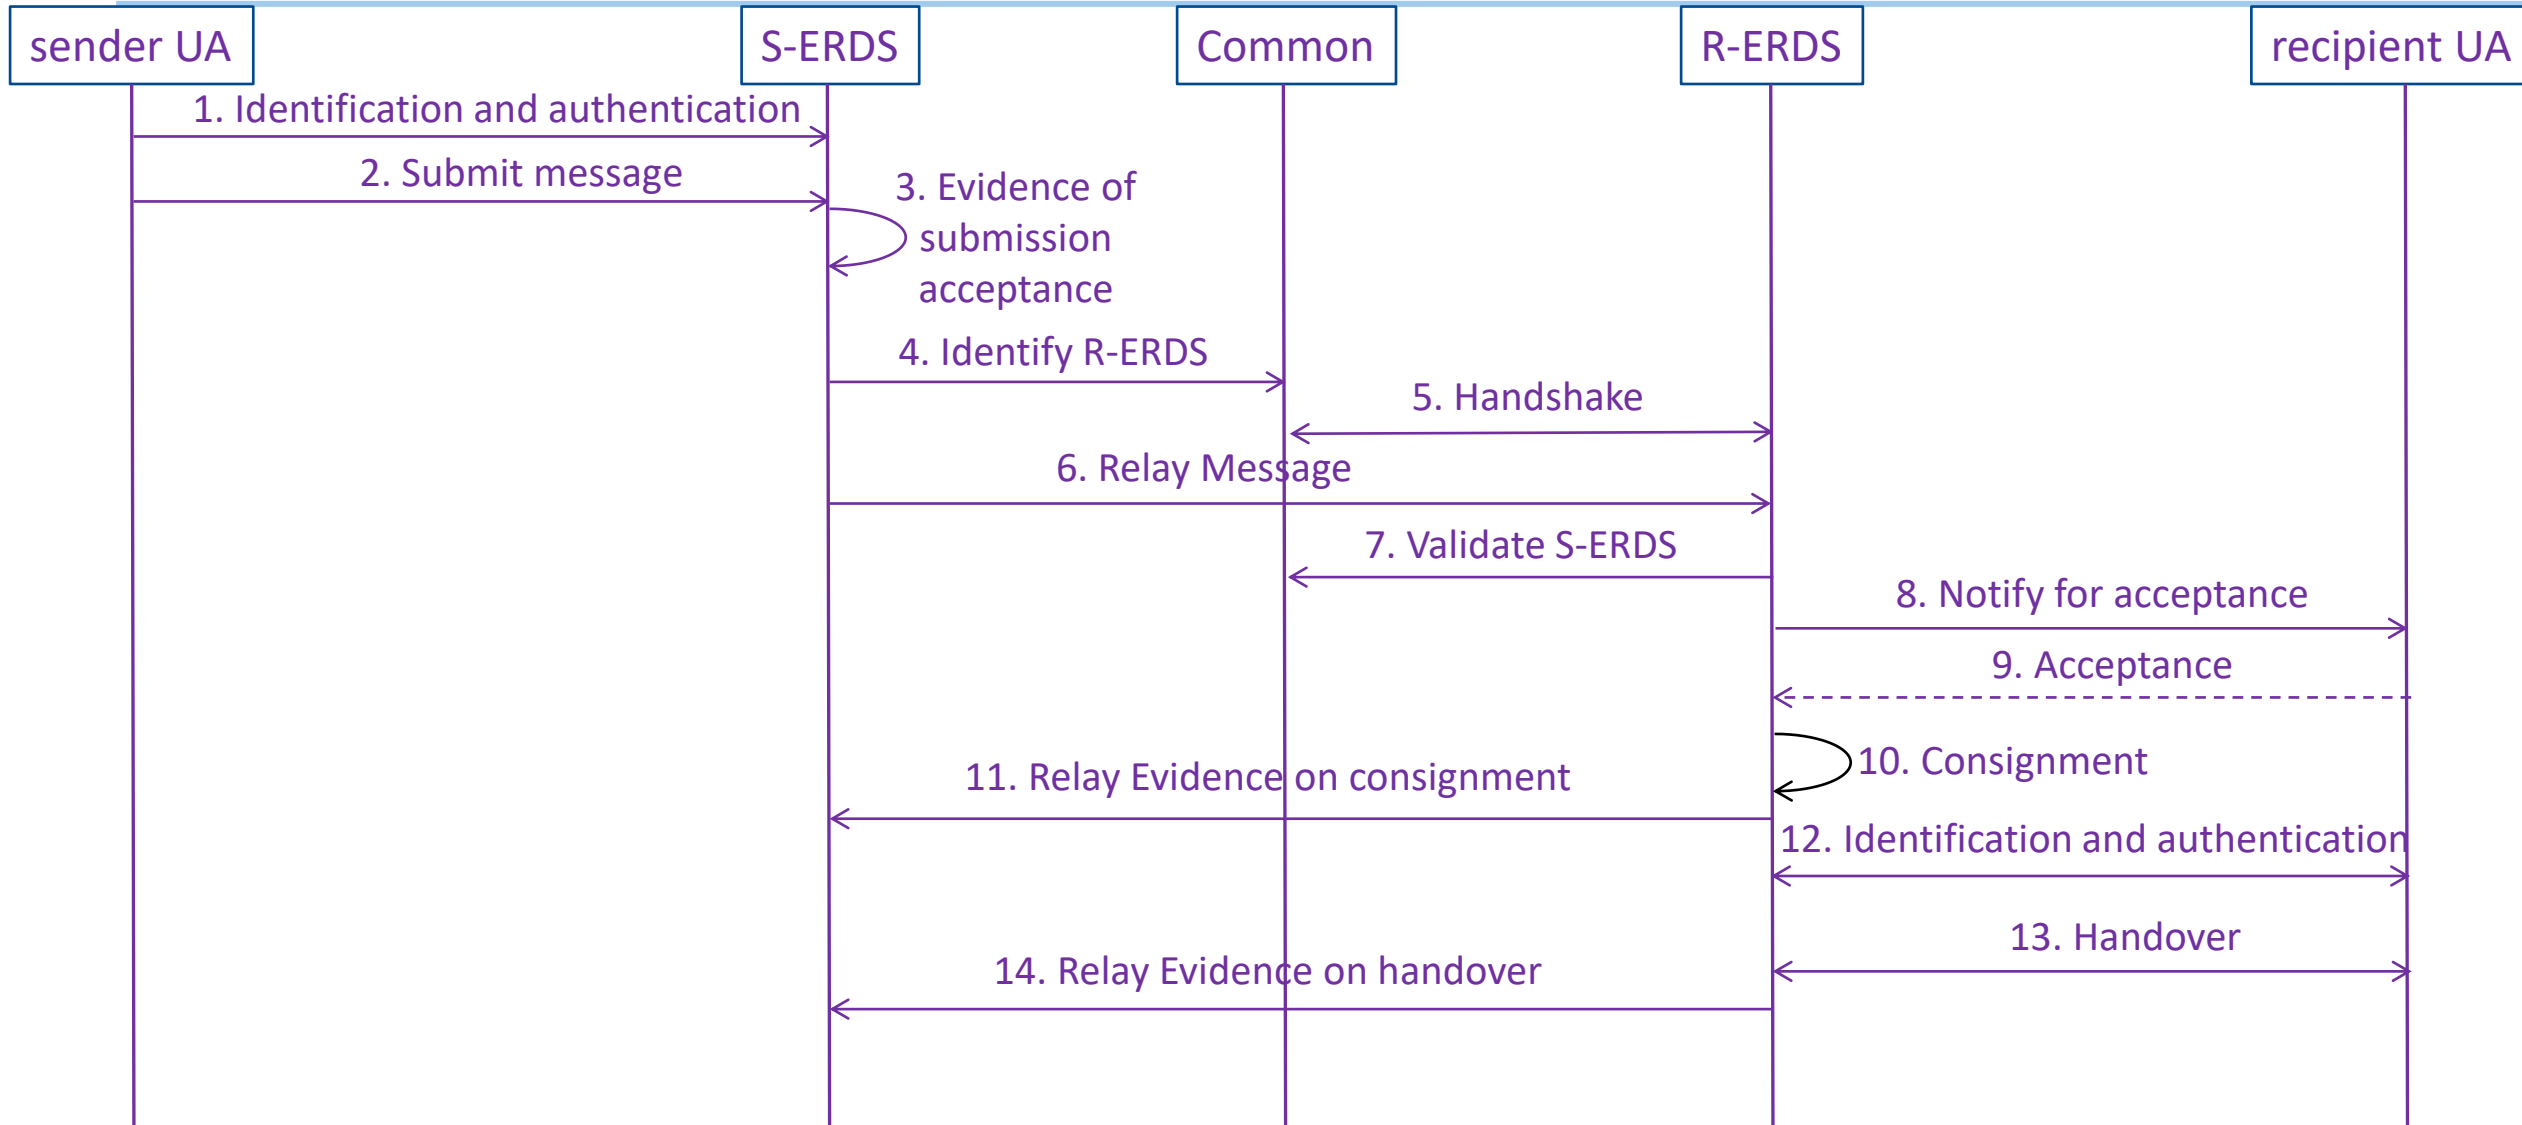 sender UA
S-ERDS
Common
R-ERDS
recipient UA
1. Identification and authentication
2. Submit message
3. Evidence of
submission
acceptance
4. Identify R-ERDS
5. Handshake
6. Relay Message
7. Validate S-ERDS
8. Notify for acceptance
9. Acceptance
10. Consignment
11. Relay Evidence on consignment
12. Identification and authentication
13. Handover
14. Relay Evidence on handover